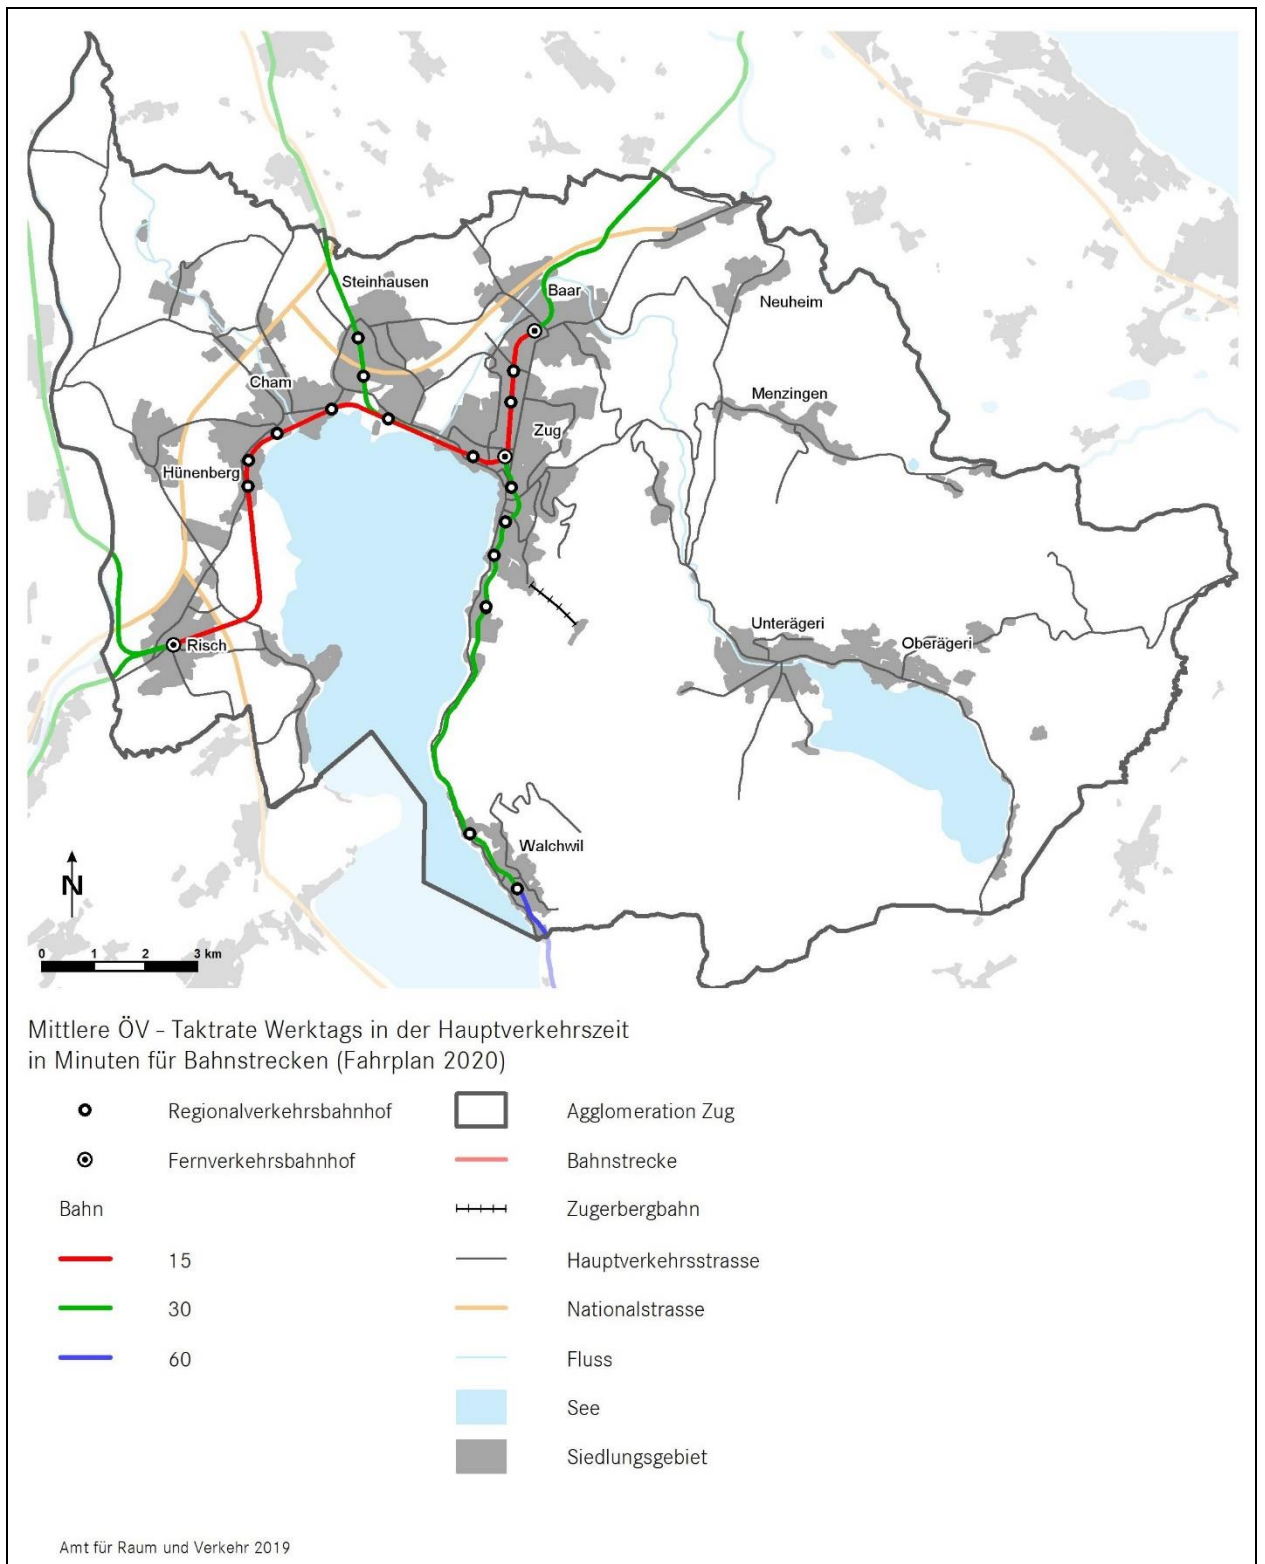 Steinhausen
Baar
Neuheim
Cham
Menzingen
Zug
Hünenberg
Unterägeri
Oberägeri
Risch
Walchwil
N
0 1 2 3 km
Mittlere ÖV - Taktrate Werktags in der Hauptverkehrszeit
in Minuten für Bahnstrecken (Fahrplan 2020)
Regionalverkehrsbahnhof
Fernverkehrsbahnhof
Bahn
15
30
60
Agglomeration Zug
Bahnstrecke
Zugerbergbahn
Hauptverkehrsstrasse
Nationalstrasse
Fluss
See
Siedlungsgebiet
Amt für Raum und Verkehr 2019